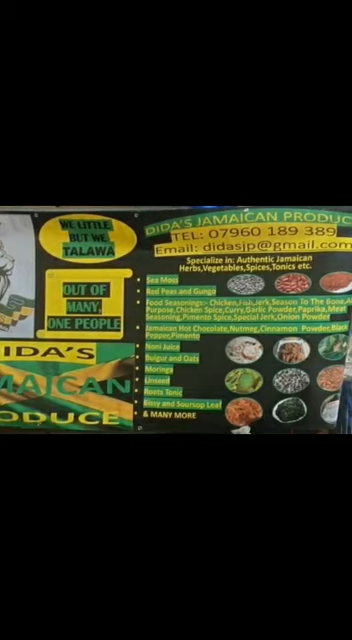 WE LITTLE
BUT WE
TALAWA
OUT OF
MANY,
ONE PEOPLE
DIDA'S
MAICAN
ODUCE
DIDA'S JAMAICAN PRODUC
TEL: 07960 189 389
Email: didasjp@gmail.com
Specialize in: Authentic Jamaican
Herbs,Vegetables,Spices,Tonics etc.
Sea Moss
Red Peas and Gungo
Food Seasonings:- Chicken,Fish,Jerk,Season To The Bone,A
Purpose,Chicken Spice,Curry,Garlic Powder,Paprika,Meat
Seasoning,Pimento Spice,Special Jerk,Onion Powder
Jamaican Hot Chocolate,Nutmeg,Cinnamon Powder,Black
Pepper,Pimento
Noni Juice
Bulgur and Oats
Moringa
Linseed
Roots Tonic
Bissy and Soursop Leaf
& MANY MORE